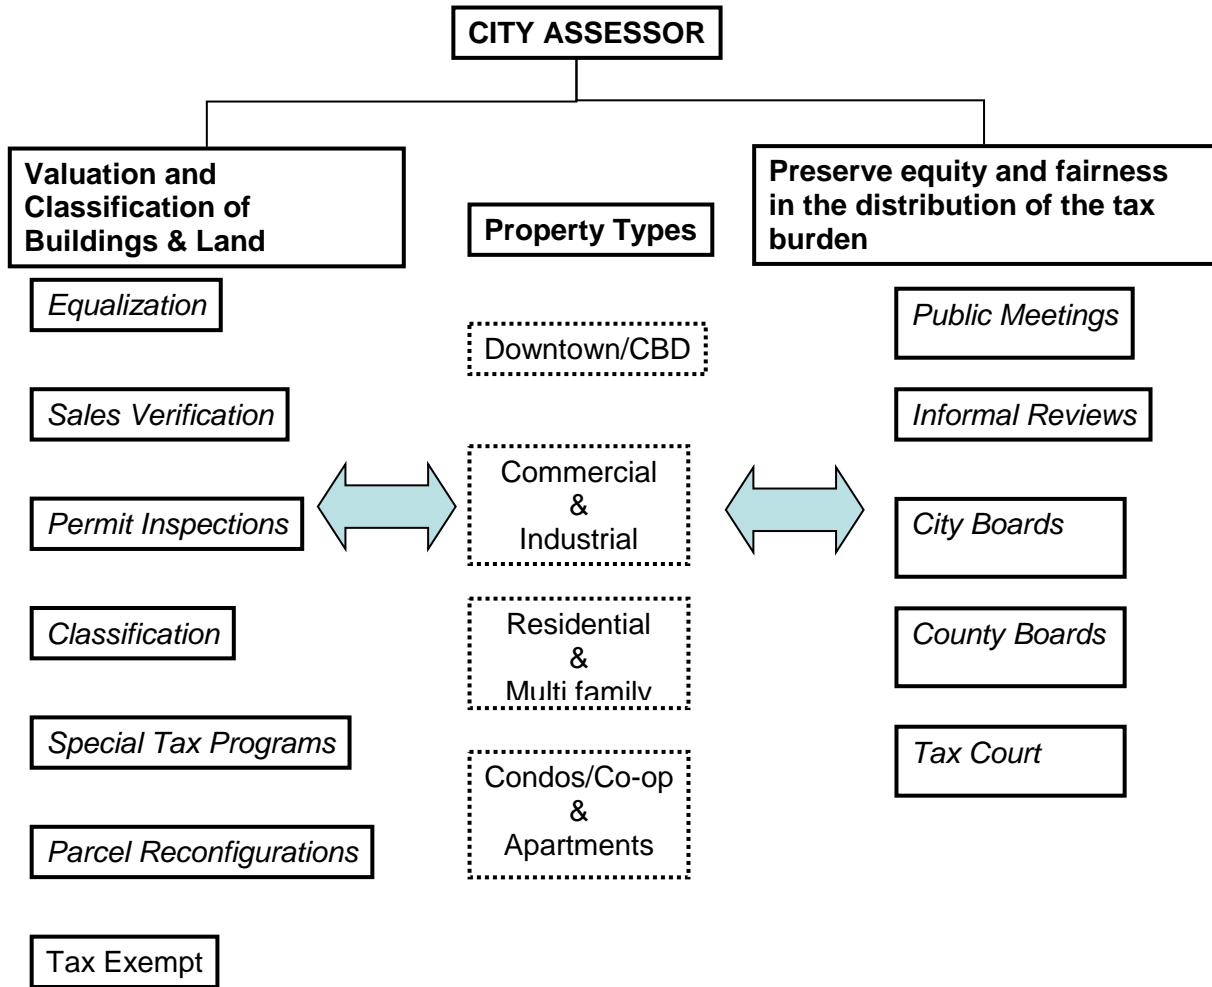 CITY ASSESSOR
Valuation and
Classification of
Buildings & Land
Equalization
Sales Verification
Permit Inspections
Classification
Special Tax Programs
Parcel Reconfigurations
Tax Exempt
Property Types
Downtown/CBD
Commercial
&
Industrial
Residential
&
Multi family
Condos/Co-op
&
Apartments
Preserve equity and fairness
in the distribution of the tax
burden
Public Meetings
Informal Reviews
City Boards
County Boards
Tax Court